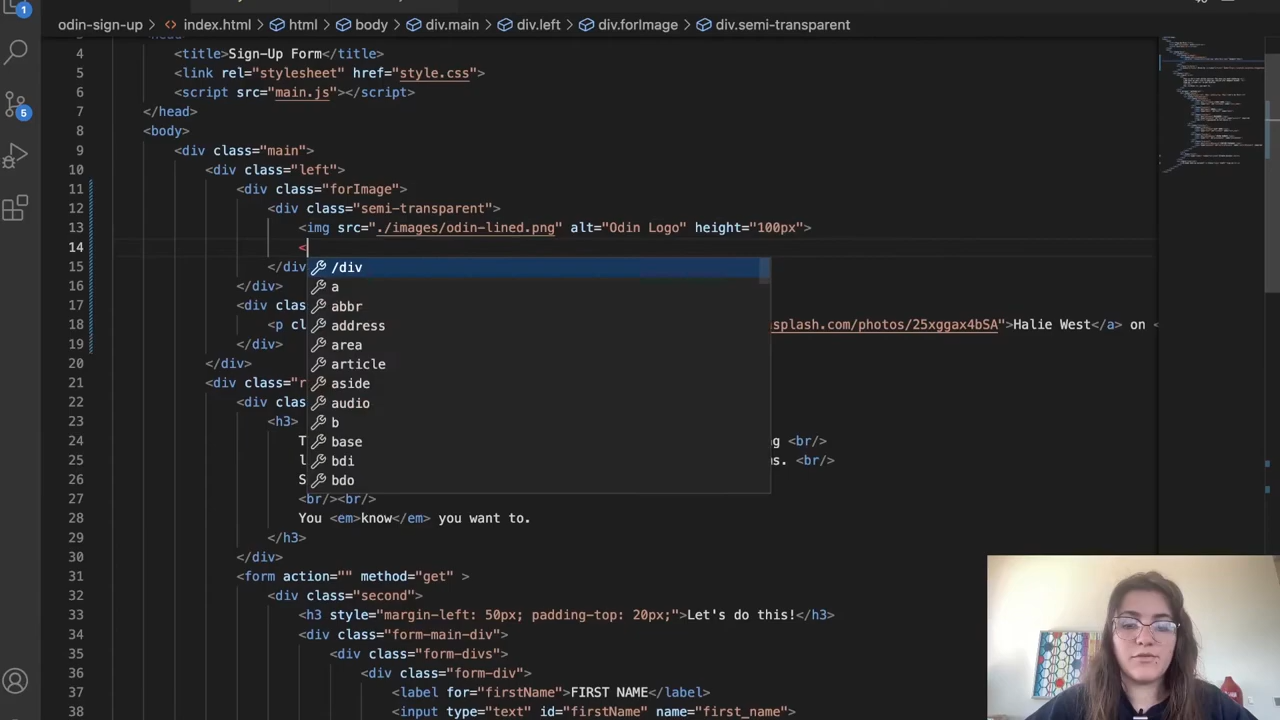 1
odin-sign-up > index.html > html > body > div.main > div.left > div.forImage > div.semi-transparent
3 <head>
4 <title>Sign-Up Form</title>
5 <link rel="stylesheet" href="style.css">
6 <script src="main.js"></script>
5
7 </head>
8 <body>
9 <div class="main">
10 <div class="left">
11 <div class="forImage">
12 <div class="semi-transparent">
13 <img src="./images/odin-lined.png" alt="Odin Logo" height="100px">
14 <
15 </div
/div
16 </div>
a
17 <div clas
abbr
18 <p cl
address
splash.com/photos/25xggax4bSA">Halie West</a> on <
19 </div>
area
20 </div>
article
21 <div class="r
aside
22 <div clas
audio
23 <h3>
b
24 T
base
g <br/>
25 l
bdi
s. <br/>
26 S
bdo
27 <br/><br/>
28 You <em>know</em> you want to.
29 </h3>
30 </div>
31 <form action="" method="get" >
32 <div class="second">
33 <h3 style="margin-left: 50px; padding-top: 20px;">Let's do this!</h3>
34 <div class="form-main-div">
35 <div class="form-divs">
36 <div class="form-div">
37 <label for="firstName">FIRST NAME</label>
38 <input type="text" id="firstName" name="first_name">